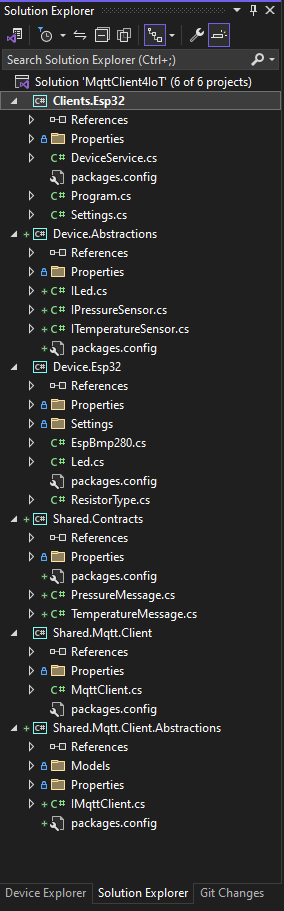 Solution Explorer
Search Solution Explorer (Ctrl+;)
Solution 'MqttClient4IoT' (6 of 6 projects)
C# Clients.Esp32
References
Properties
C# DeviceService.cs
packages.config
C# Program.cs
C# Settings.cs
+ C# Device.Abstractions
References
Properties
+ C# ILed.cs
+ C# IPressureSensor.cs
+ C# ITemperatureSensor.cs
+ packages.config
C# Device.Esp32
References
Properties
Settings
C# EspBmp280.cs
C# Led.cs
packages.config
C# ResistorType.cs
+ C# Shared.Contracts
References
Properties
+ packages.config
+ C# PressureMessage.cs
+ C# TemperatureMessage.cs
C# Shared.Mqtt.Client
References
Properties
C# MqttClient.cs
packages.config
+ C# Shared.Mqtt.Client.Abstractions
References
Models
Properties
+ C# IMqttClient.cs
+ packages.config
Device Explorer Solution Explorer Git Changes